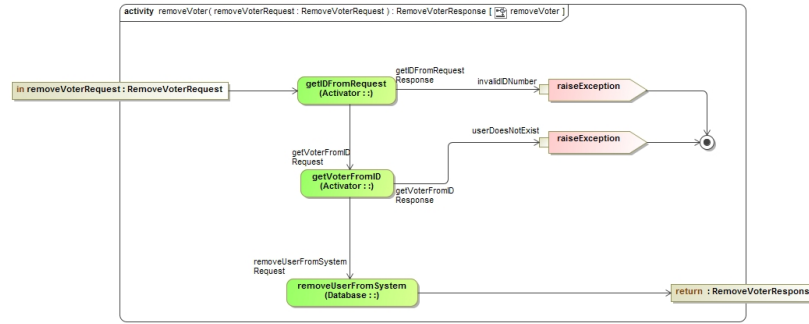 activity removeVoter( removeVoterRequest : RemoveVoterRequest ) : RemoveVoterResponse [ removeVoter ]
getIDFromRequest
Response
invalidIDNumber
raiseException
in removeVoterRequest : RemoveVoterRequest
getIDFromRequest
(Activator : :)
userDoesNotExist
raiseException
getVoterFromID
Request
getVoterFromID
(Activator : :)
getVoterFromID
Response
removeUserFromSystem
Request
removeUserFromSystem
(Database : :)
return : RemoveVoterRespons